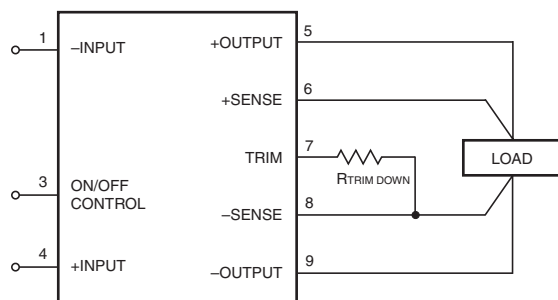 1
–INPUT
3
ON/OFF
CONTROL
4
+INPUT
+OUTPUT
5
+SENSE
6
TRIM
7
RTRIM DOWN
–SENSE
8
–OUTPUT
9
LOAD